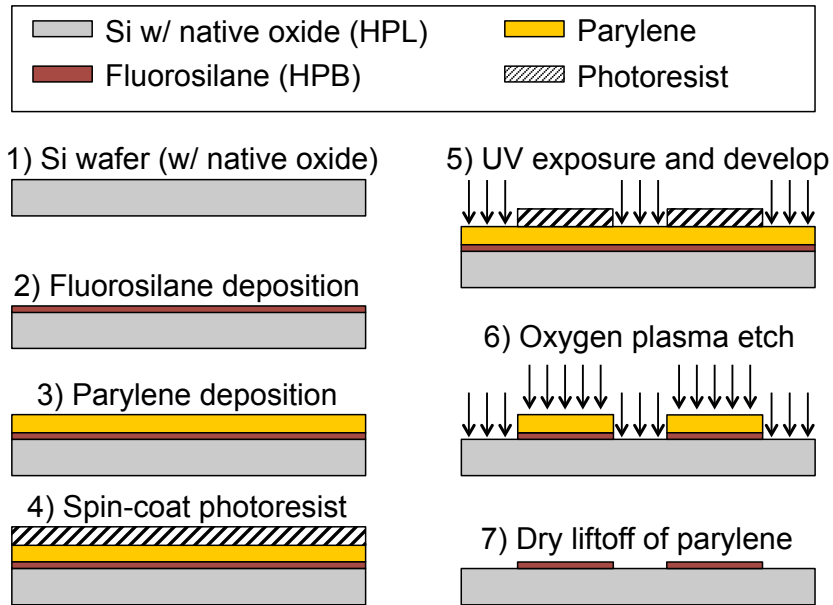 Si w/ native oxide (HPL)
Parylene
Fluorosilane (HPB)
Photoresist
1) Si wafer (w/ native oxide)
2) Fluorosilane deposition
3) Parylene deposition
4) Spin-coat photoresist
5) UV exposure and develop
6) Oxygen plasma etch
7) Dry liftoff of parylene